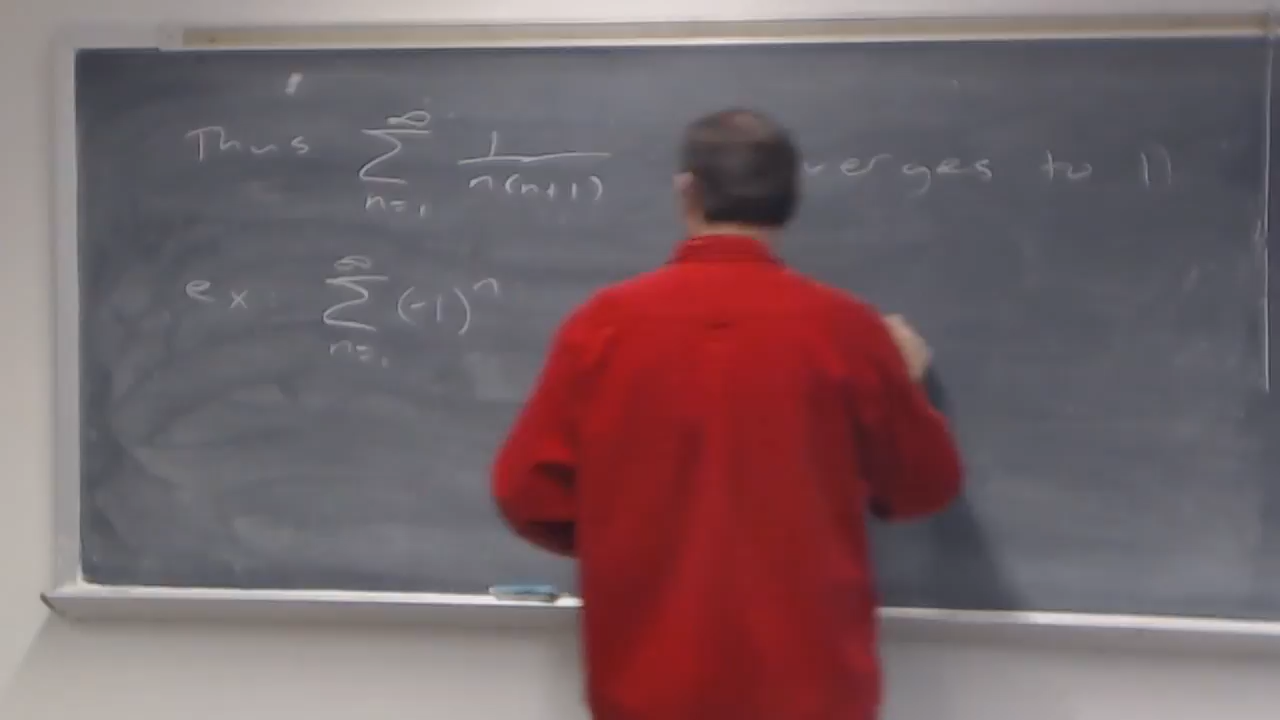 Thus ∞ ∑ n=1 1/n(n+1) verges to 1)
ex ∞ ∑ n=1 (-1)^n